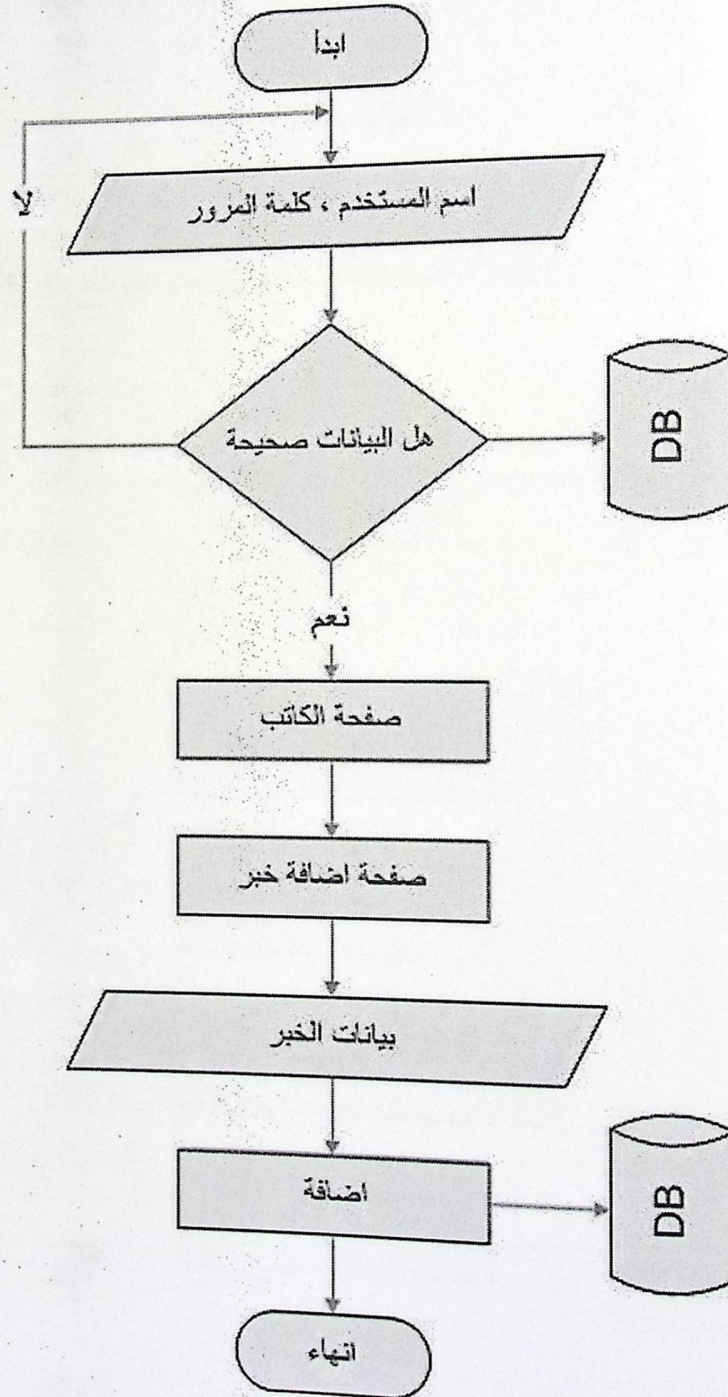 ابدأ
اسم المستخدم ، كلمة المرور
لا
هل البيانات صحيحة
DB
نعم
صفحة الكاتب
صفحة اضافة خبر
بيانات الخبر
اضافة
DB
انهاء